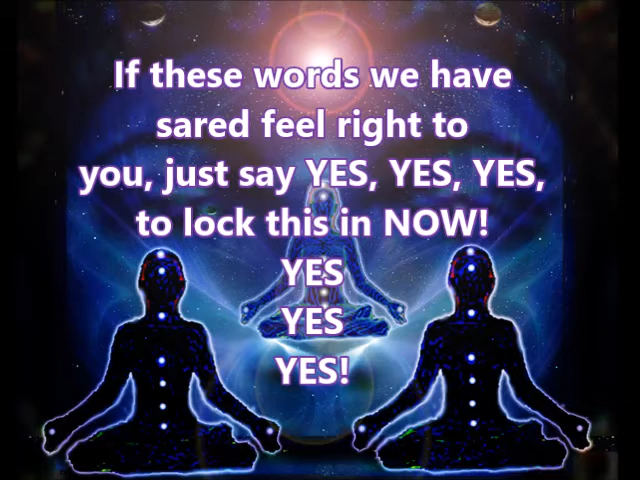 If these words we have
sared feel right to
you, just say YES, YES, YES,
to lock this in NOW!
YES
YES
YES!